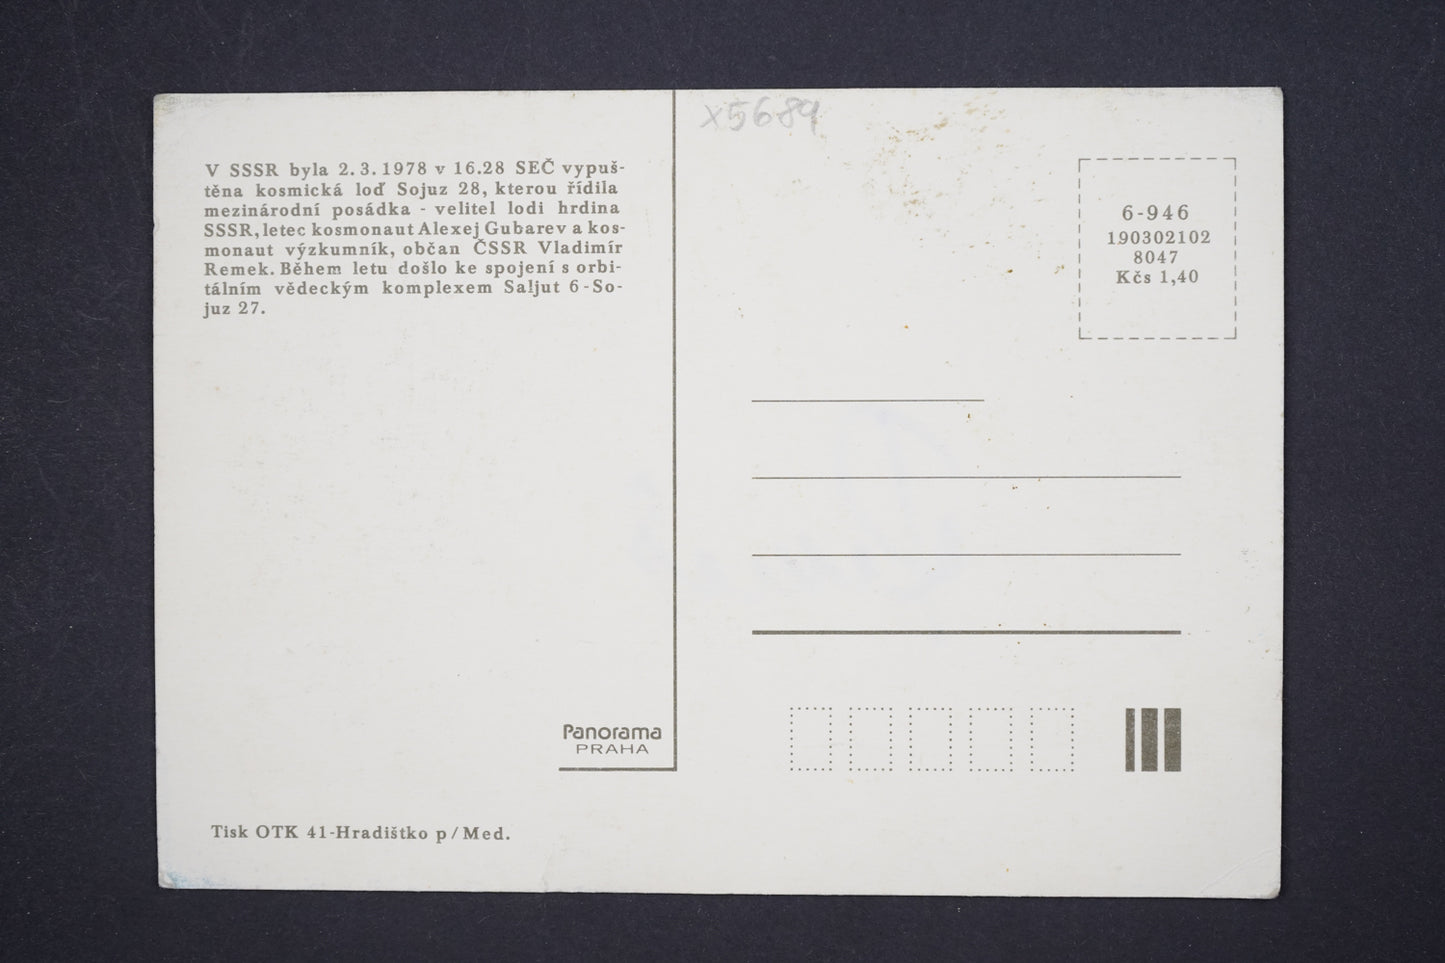 x5689
V SSSR byla 2.3.1978 v 16.28 SEČ vypuš-
těna kosmická loď Sojuz 28, kterou řídila
mezinárodní posádka - velitel lodi hrdina
SSSR, letec kosmonaut Alexej Gubarev a kos-
monaut výzkumník, občan ČSSR Vladimír
Remek. Během letu došlo ke spojení s orbi-
tálním vědeckým komplexem Saljut 6 - So-
juz 27.
6-946
190302102
8047
Kčs 1,40
Panorama
PRAHA
Tisk OTK 41-Hradištko p/Med.